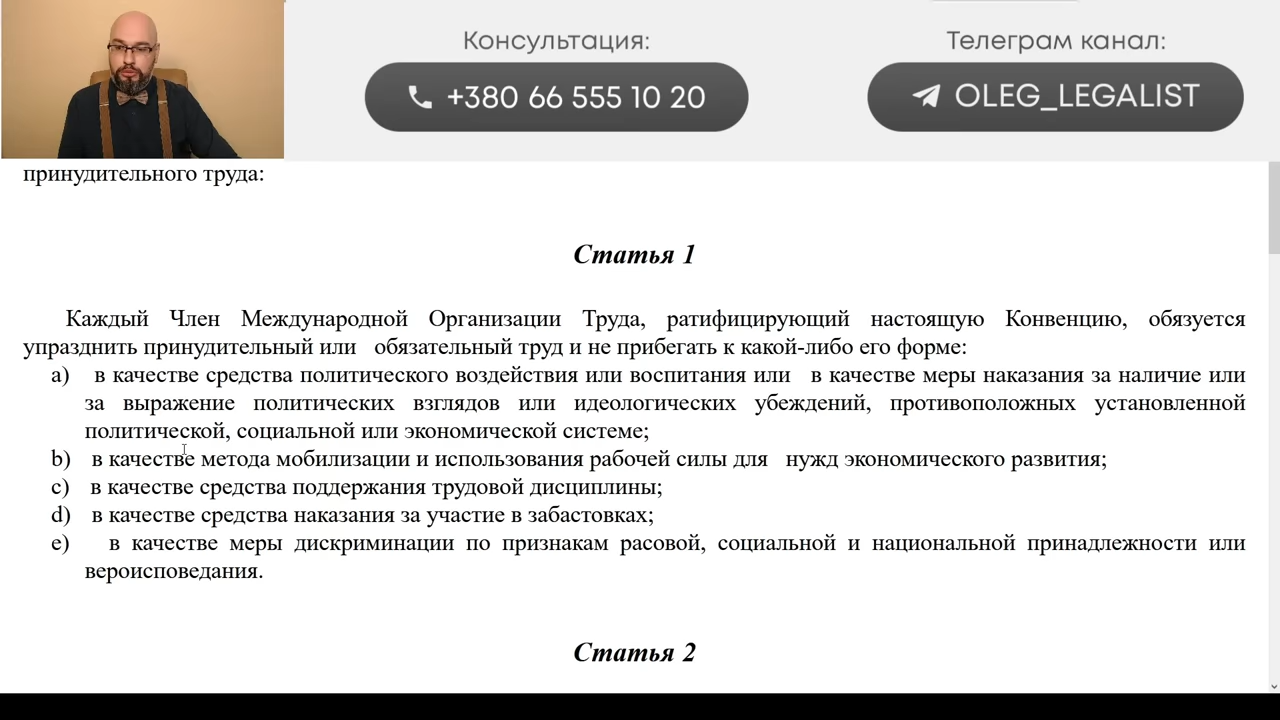 Консультация:
Телеграм канал:
+380 66 555 10 20
OLEG_LEGALIST
принудительного труда:
Статья 1
Каждый Член Международной Организации Труда, ратифицирующий настоящую Конвенцию, обязуется
упразднить принудительный или обязательный труд и не прибегать к какой-либо его форме:
a) в качестве средства политического воздействия или воспитания или в качестве меры наказания за наличие или
за выражение политических взглядов или идеологических убеждений, противоположных установленной
политической, социальной или экономической системе;
b) в качестве метода мобилизации и использования рабочей силы для нужд экономического развития;
c) в качестве средства поддержания трудовой дисциплины;
d) в качестве средства наказания за участие в забастовках;
e) в качестве меры дискриминации по признакам расовой, социальной и национальной принадлежности или
вероисповедания.
Статья 2